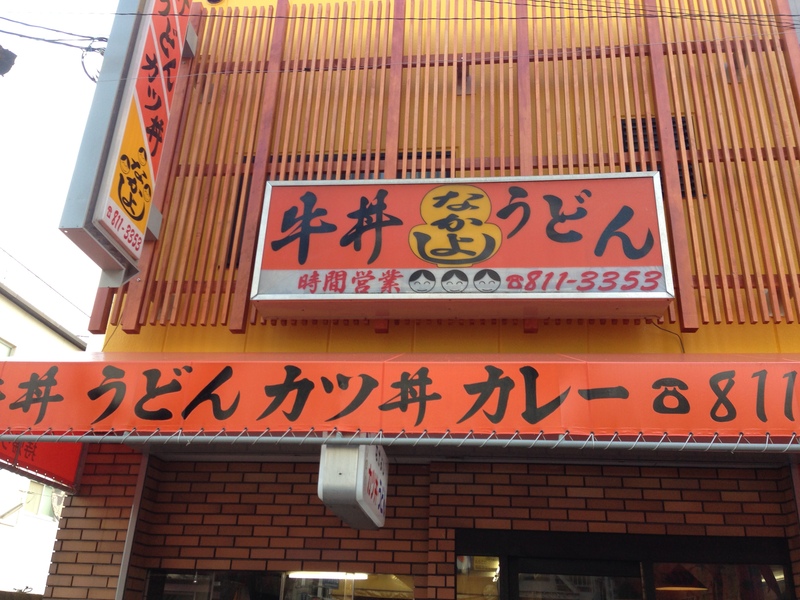 どん カツ丼
なかよし
☎811-3353
牛丼 なかよし うどん
時間営業 ☎811-3353
丼 うどん カツ丼 カレー ☎811